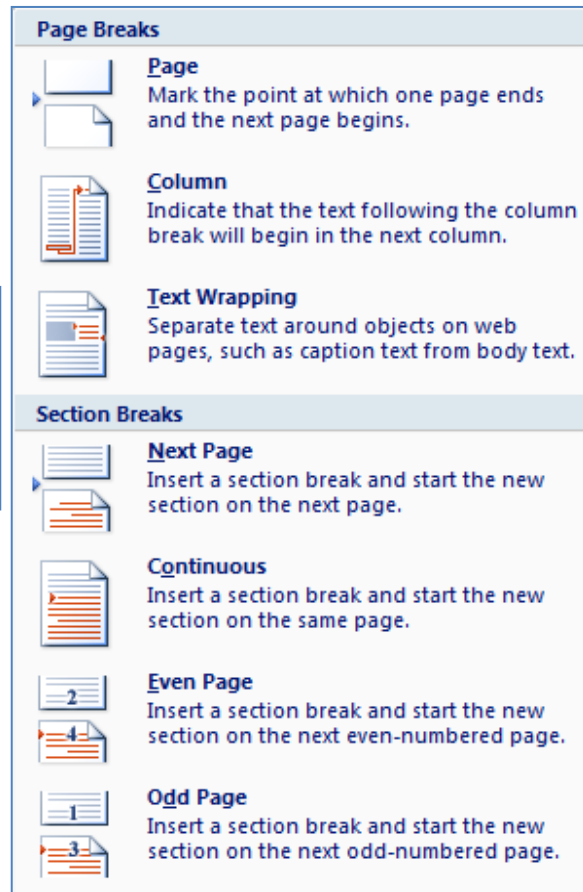 Page Breaks
Page
Mark the point at which one page ends
and the next page begins.
Column
Indicate that the text following the column
break will begin in the next column.
Text Wrapping
Separate text around objects on web
pages, such as caption text from body text.
Section Breaks
Next Page
Insert a section break and start the new
section on the next page.
Continuous
Insert a section break and start the new
section on the same page.
2
4
Even Page
Insert a section break and start the new
section on the next even-numbered page.
1
3
Odd Page
Insert a section break and start the new
section on the next odd-numbered page.